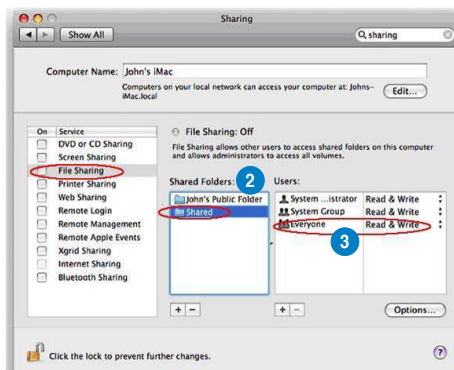 Sharing
Show All
sharing
Computer Name: John's iMac
Computers on your local network can access your computer at: Johns-
iMac.local
Edit...
On Service
DVD or CD Sharing
Screen Sharing
File Sharing
Printer Sharing
Web Sharing
Remote Login
Remote Management
Remote Apple Events
Xgrid Sharing
Internet Sharing
Bluetooth Sharing
File Sharing: Off
File Sharing allows other users to access shared folders on this computer
and allows administrators to access all volumes.
Shared Folders: 2 Users:
John's Public Folder
Shared
System ...istrator Read & Write
System Group Read & Write
Everyone Read & Write
3
+ − + −
Options...
Click the lock to prevent further changes.
?